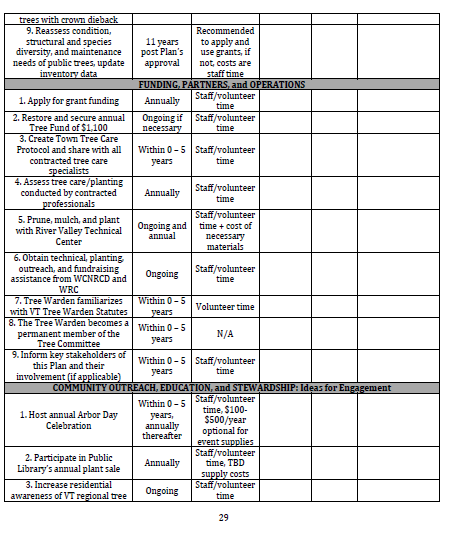 trees with crown dieback
9. Reassess condition,
structural and species
diversity, and maintenance
needs of public trees, update
inventory data
11 years
post Plan's
approval
Recommended
to apply and
use grants, if
not, costs are
staff time
FUNDING, PARTNERS, and OPERATIONS
1. Apply for grant funding
Annually
Staff/volunteer
time
2. Restore and secure annual
Tree Fund of $1,100
Ongoing if
necessary
Staff/volunteer
time
3. Create Town Tree Care
Protocol and share with all
contracted tree care
specialists
Within 0 – 5
years
Staff/volunteer
time
4. Assess tree care/planting
conducted by contracted
professionals
Annually
Staff/volunteer
time
5. Prune, mulch, and plant
with River Valley Technical
Center
Ongoing and
annual
Staff/volunteer
time + cost of
necessary
materials
6. Obtain technical, planting,
outreach, and fundraising
assistance from WCNRCD and
WRC
Ongoing
Staff/volunteer
time
7. Tree Warden familiarizes
with VT Tree Warden Statutes
Within 0 – 5
years
Volunteer time
8. The Tree Warden becomes a
permanent member of the
Tree Committee
Within 0 – 5
years
N/A
9. Inform key stakeholders of
this Plan and their
involvement (if applicable)
Within 0 – 5
years
Staff/volunteer
time
COMMUNITY OUTREACH, EDUCATION, and STEWARDSHIP: Ideas for Engagement
1. Host annual Arbor Day
Celebration
Within 0 – 5
years,
annually
thereafter
Staff/volunteer
time, $100-
$500/year
optional for
event supplies
2. Participate in Public
Library's annual plant sale
Annually
Staff/volunteer
time, TBD
supply costs
3. Increase residential
awareness of VT regional tree
Ongoing
Staff/volunteer
time
29